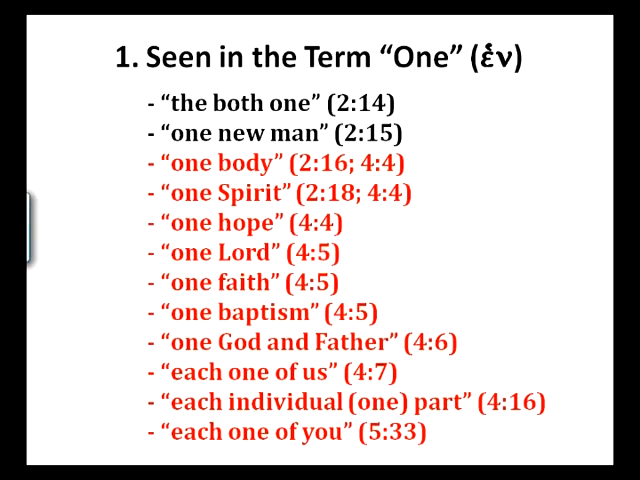 1. Seen in the Term “One” (ἑν)
- “the both one” (2:14)
- “one new man” (2:15)
- “one body” (2:16; 4:4)
- “one Spirit” (2:18; 4:4)
- “one hope” (4:4)
- “one Lord” (4:5)
- “one faith” (4:5)
- “one baptism” (4:5)
- “one God and Father” (4:6)
- “each one of us” (4:7)
- “each individual (one) part” (4:16)
- “each one of you” (5:33)